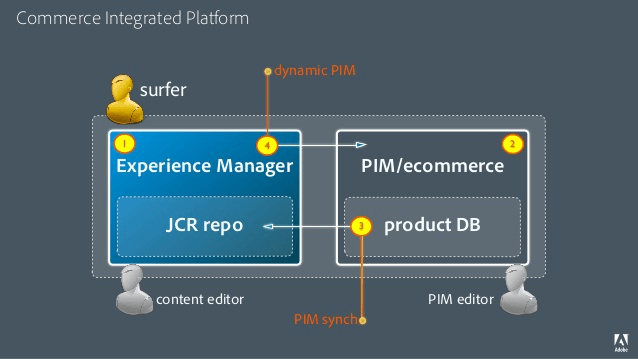 Commerce Integrated Platform
dynamic PIM
surfer
1
4
2
Experience Manager
PIM/ecommerce
JCR repo
3
product DB
content editor
PIM editor
PIM synch
Adobe